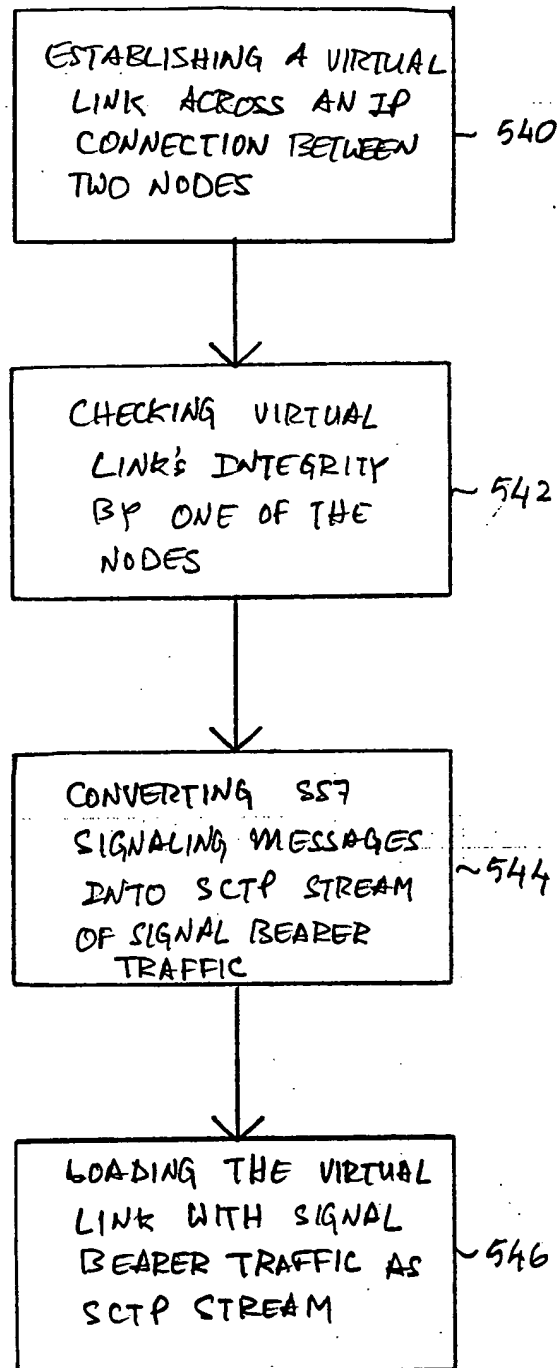 ESTABLISHING A VIRTUAL
LINK ACROSS AN IP
CONNECTION BETWEEN
TWO NODES
~ 540
CHECKING VIRTUAL
LINK'S INTEGRITY
BY ONE OF THE
NODES
~ 542
CONVERTING SS7
SIGNALING MESSAGES
INTO SCTP STREAM
OF SIGNAL BEARER
TRAFFIC
~ 544
LOADING THE VIRTUAL
LINK WITH SIGNAL
BEARER TRAFFIC AS
SCTP STREAM
~ 546